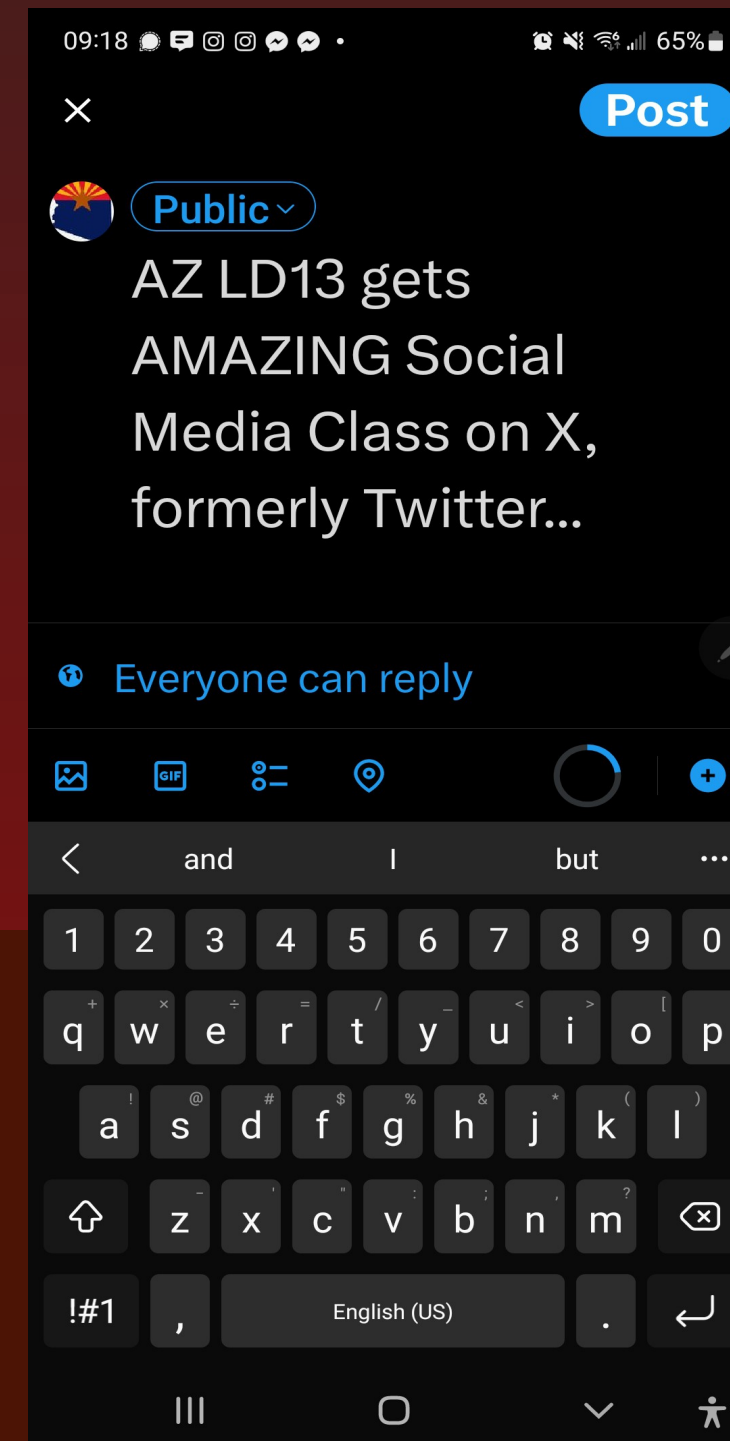 09:18 65%
Post
Public
AZ LD13 gets
AMAZING Social
Media Class on X,
formerly Twitter...
Everyone can reply
GIF
and I but ...
1 2 3 4 5 6 7 8 9 0
+ × ÷ = / _ < > [
q w e r t y u i o p
! @ # $ % & * ( )
a s d f g h j k l
- ' " : ; , ?
z x c v b n m
!#1 , English (US) .